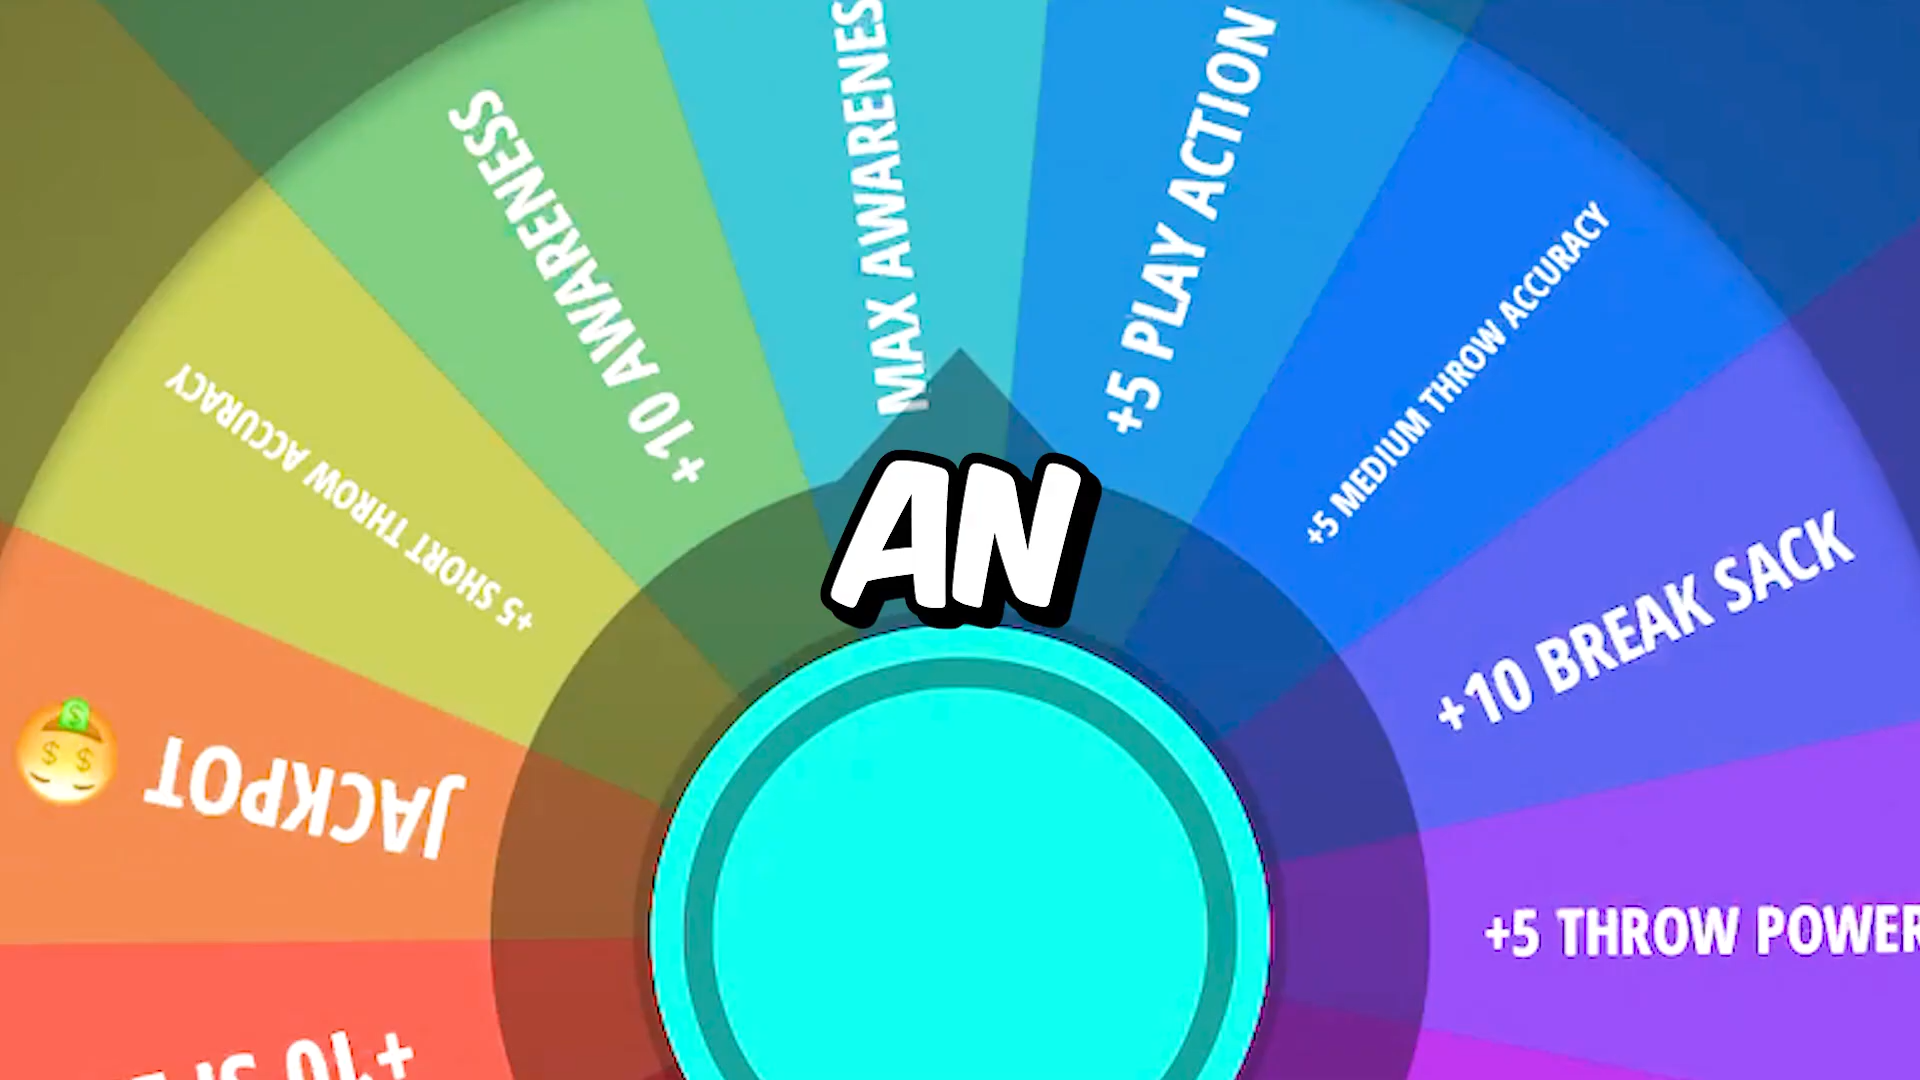 MAX AWARENESS
+5 PLAY ACTION
+10 AWARENESS
+5 MEDIUM THROW ACCURACY
+5 SHORT THROW ACCURACY
+10 BREAK SACK
JACKPOT
+5 THROW POWER
AN
+10